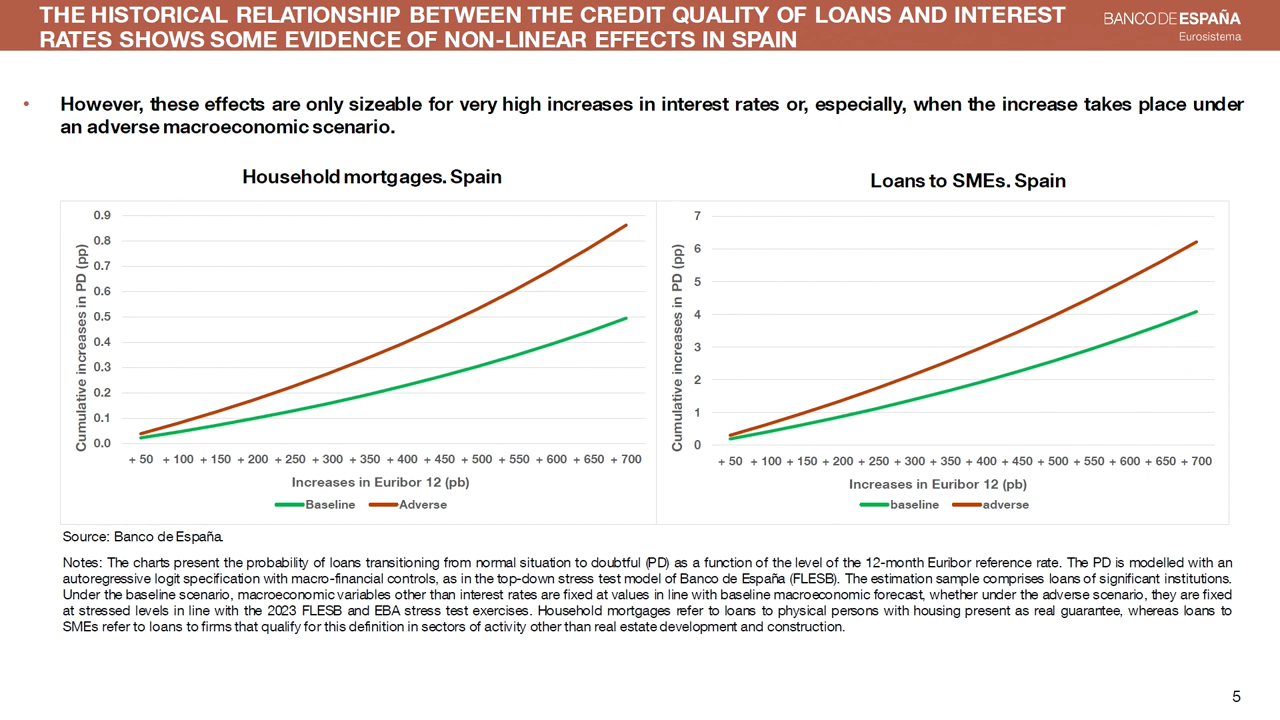 THE HISTORICAL RELATIONSHIP BETWEEN THE CREDIT QUALITY OF LOANS AND INTEREST
RATES SHOWS SOME EVIDENCE OF NON-LINEAR EFFECTS IN SPAIN
BANCO DE ESPAÑA
Eurosistema
• However, these effects are only sizeable for very high increases in interest rates or, especially, when the increase takes place under
an adverse macroeconomic scenario.
Household mortgages. Spain
Cumulative increases in PD (pp)
0.9
0.8
0.7
0.6
0.5
0.4
0.3
0.2
0.1
0.0
+ 50 + 100 + 150 + 200 + 250 + 300 + 350 + 400 + 450 + 500 + 550 + 600 + 650 + 700
Increases in Euribor 12 (pb)
Baseline Adverse
Loans to SMEs. Spain
Cumulative increases in PD (pp)
7
6
5
4
3
2
1
0
+ 50 + 100 + 150 + 200 + 250 + 300 + 350 + 400 + 450 + 500 + 550 + 600 + 650 + 700
Increases in Euribor 12 (pb)
baseline adverse
Source: Banco de España.
Notes: The charts present the probability of loans transitioning from normal situation to doubtful (PD) as a function of the level of the 12-month Euribor reference rate. The PD is modelled with an
autoregressive logit specification with macro-financial controls, as in the top-down stress test model of Banco de España (FLESB). The estimation sample comprises loans of significant institutions.
Under the baseline scenario, macroeconomic variables other than interest rates are fixed at values in line with baseline macroeconomic forecast, whether under the adverse scenario, they are fixed
at stressed levels in line with the 2023 FLESB and EBA stress test exercises. Household mortgages refer to loans to physical persons with housing present as real guarantee, whereas loans to
SMEs refer to loans to firms that qualify for this definition in sectors of activity other than real estate development and construction.
5